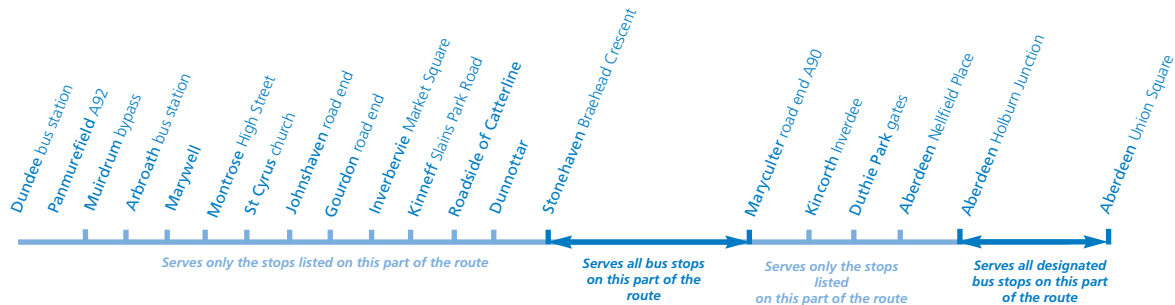 Dundee bus station
Panmurefield A92
Muirdrum bypass
Arbroath bus station
Marywell
Montrose High Street
St Cyrus church
Johnshaven road end
Gourdon road end
Inverbervie Market Square
Kinneff Slains Park Road
Roadside of Catterline
Dunnottar
Stonehaven Braehead Crescent
Maryculter road end A90
Kincorth Inverdee
Duthie Park gates
Aberdeen Nellfield Place
Aberdeen Holburn Junction
Aberdeen Union Square
Serves only the stops listed on this part of the route
Serves all bus stops
on this part of the
route
Serves only the stops
listed
on this part of the route
Serves all designated
bus stops on this part
of the route